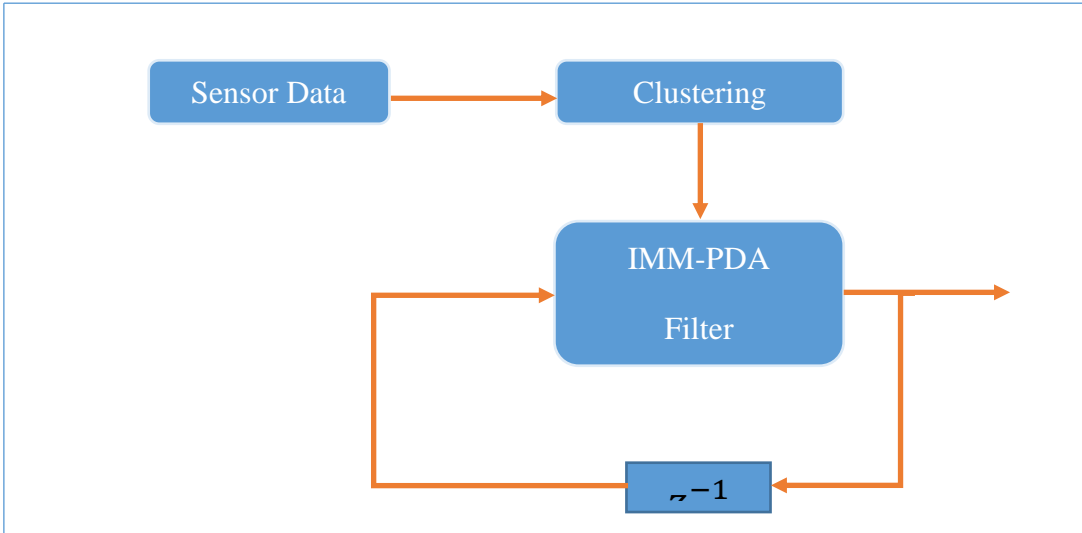 Sensor Data
Clustering
IMM-PDA
Filter
−1